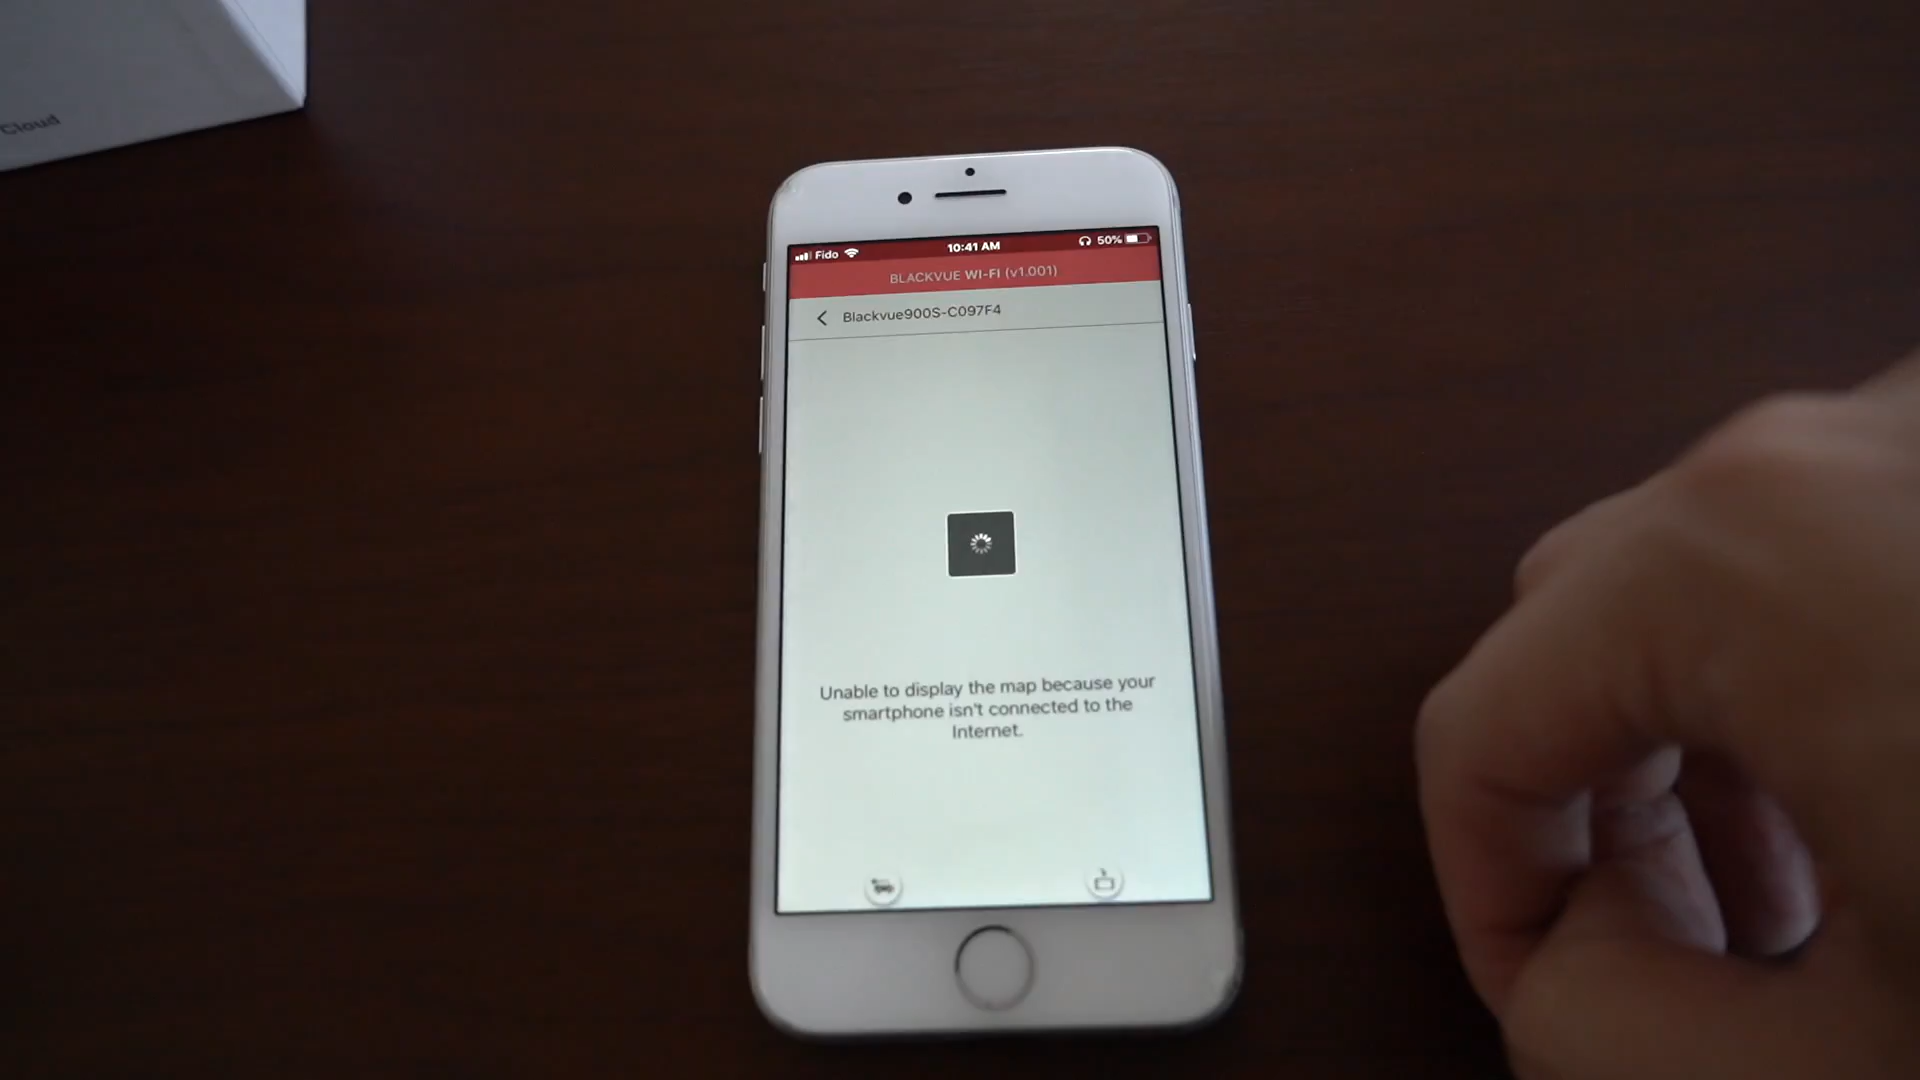 Cloud
Fido
10:41 AM
50%
BLACKVUE WI-FI (v1.001)
Blackvue900S-C097F4
Unable to display the map because your
smartphone isn't connected to the
Internet.